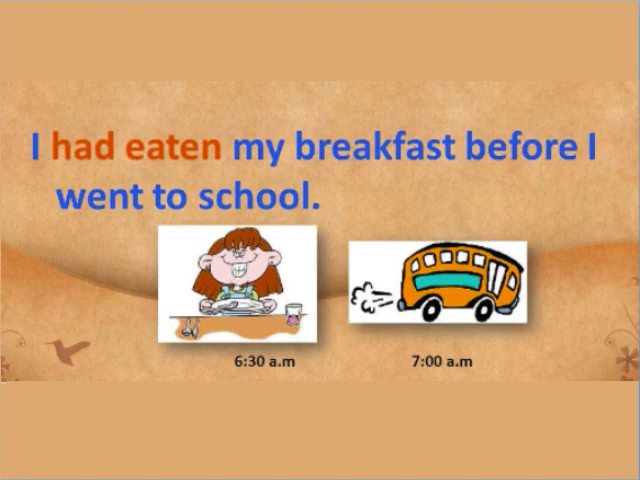 I had eaten my breakfast before I
went to school.
6:30 a.m
7:00 a.m